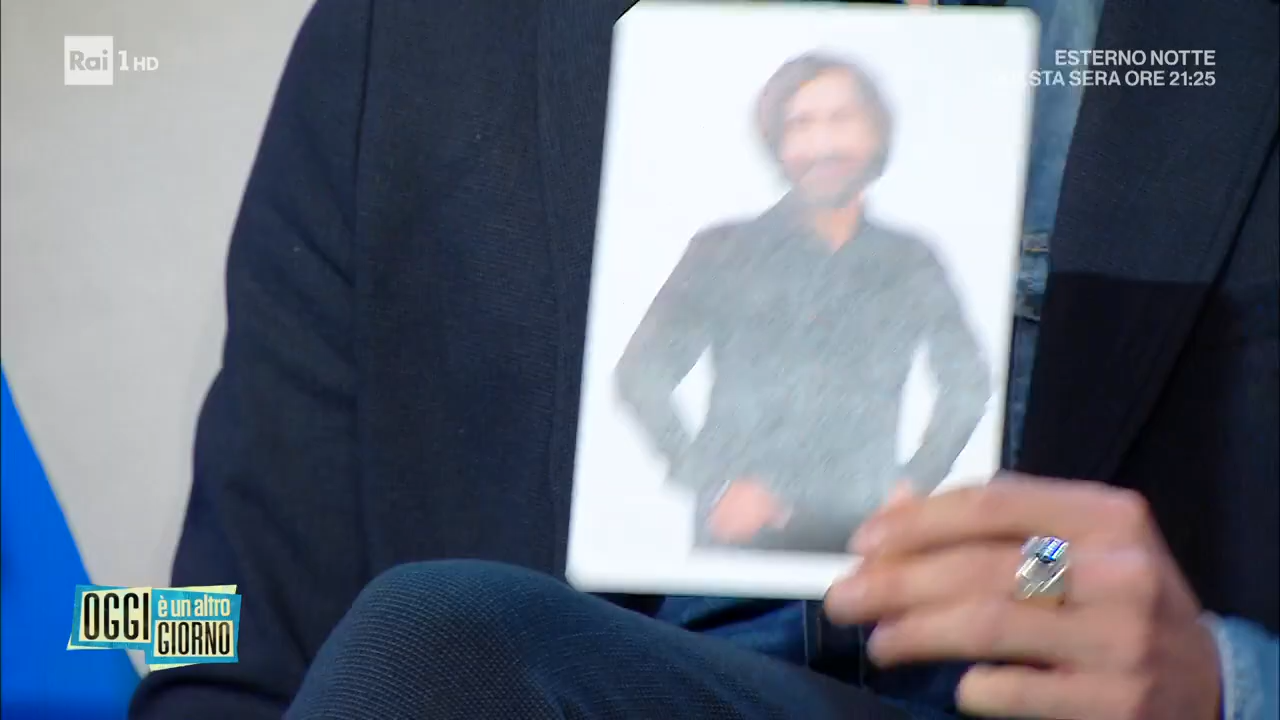 Rai 1 HD
ESTERNO NOTTE
STA SERA ORE 21:25
OGGI è un altro GIORNO